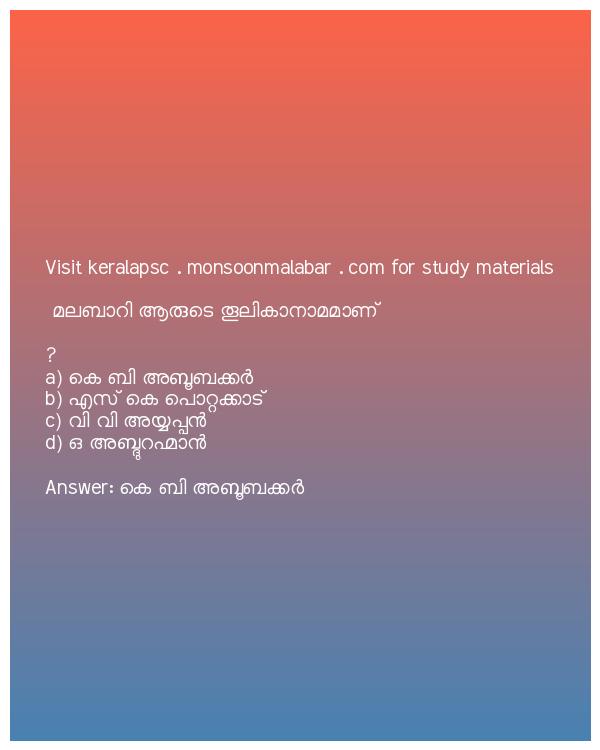 Visit keralapsc . monsoonmalabar . com for study materials
മലബാറി ആരുടെ തൂലികാനാമമാണ്
?
a) കെ ബി അബൂബക്കർ
b) എസ് കെ പൊറ്റക്കാട്
c) വി വി അയ്യപ്പൻ
d) ഒ അബ്ദുറഹ്മാൻ
Answer: കെ ബി അബൂബക്കർ